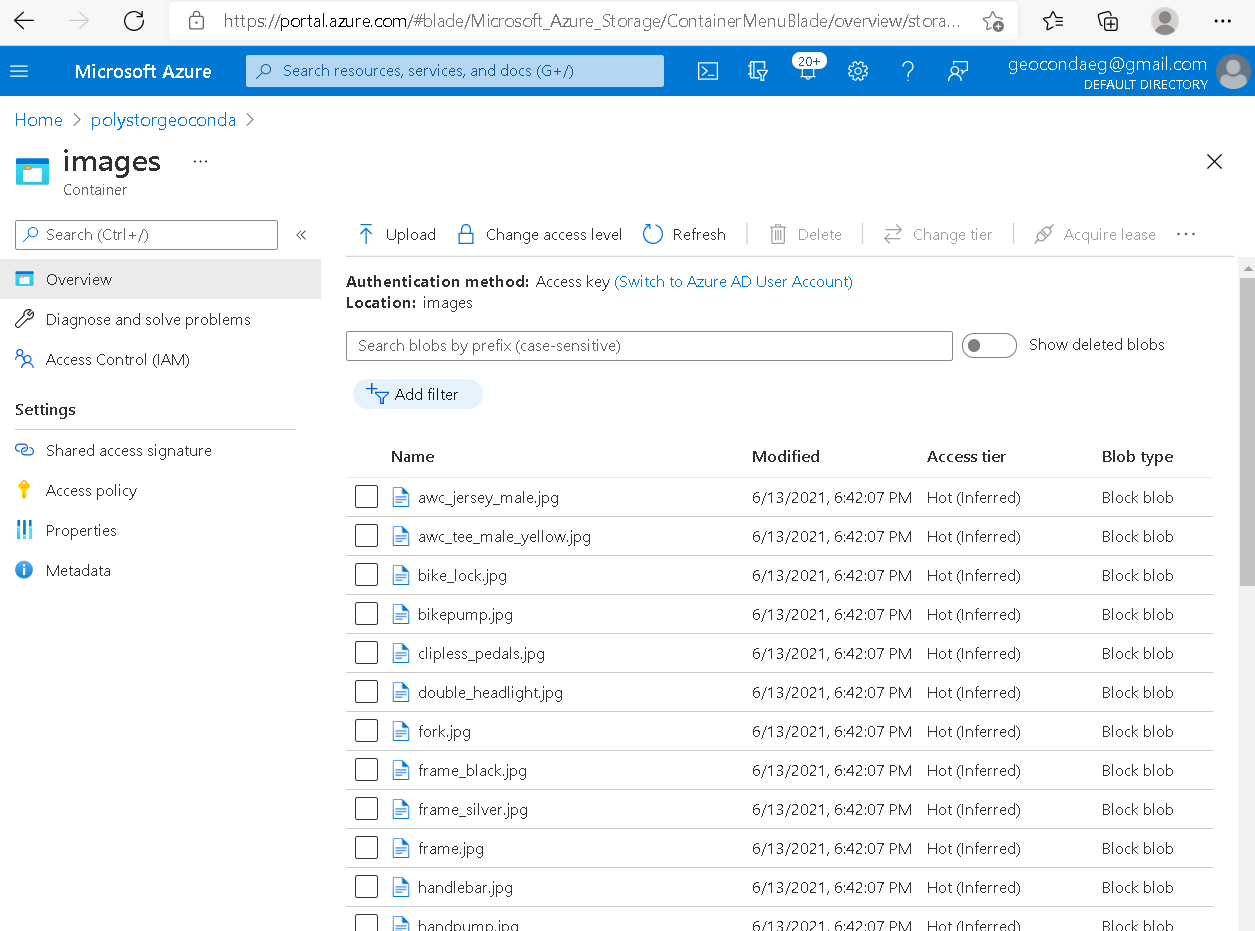 https://portal.azure.com/#blade/Microsoft_Azure_Storage/ContainerMenuBlade/overview/stora...
Microsoft Azure
Search resources, services, and docs (G+/)
20+
geocondaeg@gmail.com
DEFAULT DIRECTORY
Home > polystorgeoconda >
images ...
Container
Search (Ctrl+/)
«
Upload Change access level Refresh Delete Change tier Acquire lease ...
Overview
Diagnose and solve problems
Access Control (IAM)
Settings
Shared access signature
Access policy
Properties
Metadata
Authentication method: Access key (Switch to Azure AD User Account)
Location: images
Search blobs by prefix (case-sensitive)
Show deleted blobs
Add filter
Name Modified Access tier Blob type
awc_jersey_male.jpg 6/13/2021, 6:42:07 PM Hot (Inferred) Block blob
awc_tee_male_yellow.jpg 6/13/2021, 6:42:07 PM Hot (Inferred) Block blob
bike_lock.jpg 6/13/2021, 6:42:07 PM Hot (Inferred) Block blob
bikepump.jpg 6/13/2021, 6:42:07 PM Hot (Inferred) Block blob
clipless_pedals.jpg 6/13/2021, 6:42:07 PM Hot (Inferred) Block blob
double_headlight.jpg 6/13/2021, 6:42:07 PM Hot (Inferred) Block blob
fork.jpg 6/13/2021, 6:42:07 PM Hot (Inferred) Block blob
frame_black.jpg 6/13/2021, 6:42:07 PM Hot (Inferred) Block blob
frame_silver.jpg 6/13/2021, 6:42:07 PM Hot (Inferred) Block blob
frame.jpg 6/13/2021, 6:42:07 PM Hot (Inferred) Block blob
handlebar.jpg 6/13/2021, 6:42:07 PM Hot (Inferred) Block blob
handpump.jpg 6/13/2021, 6:42:07 PM Hot (Inferred) Block blob